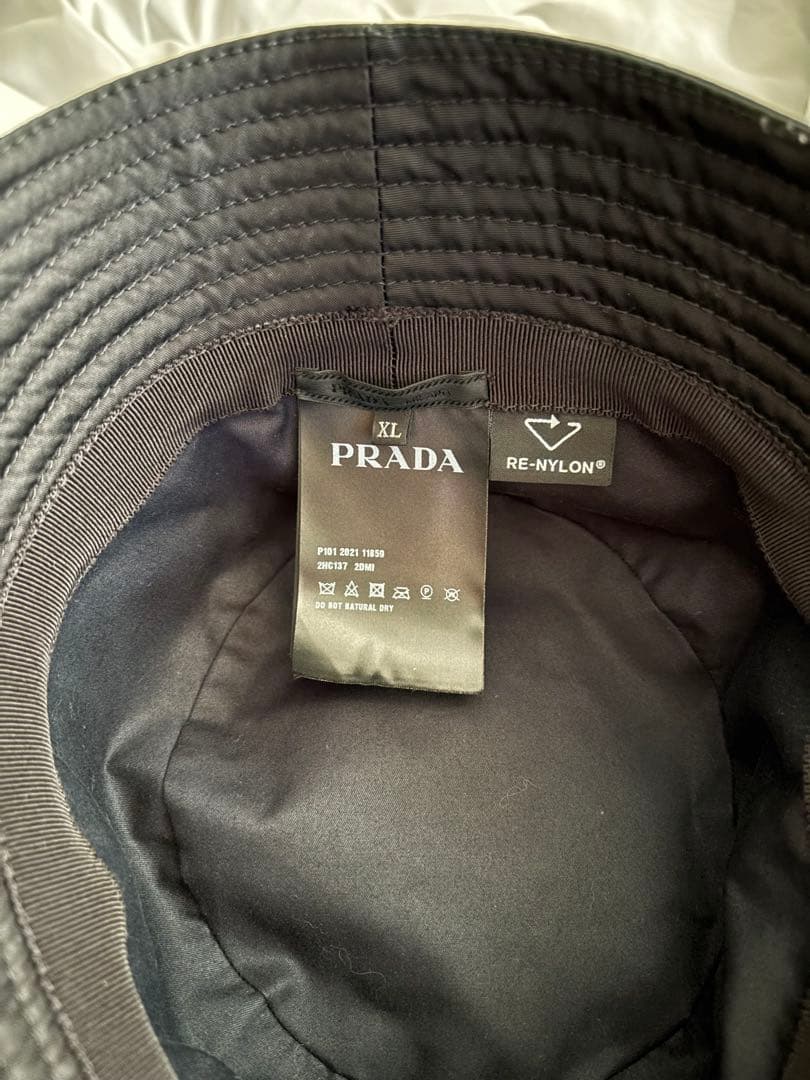 XL
PRADA
RE-NYLON®
P101 2021 11859
2HC137 2DMI
P
W
DO NOT NATURAL DRY